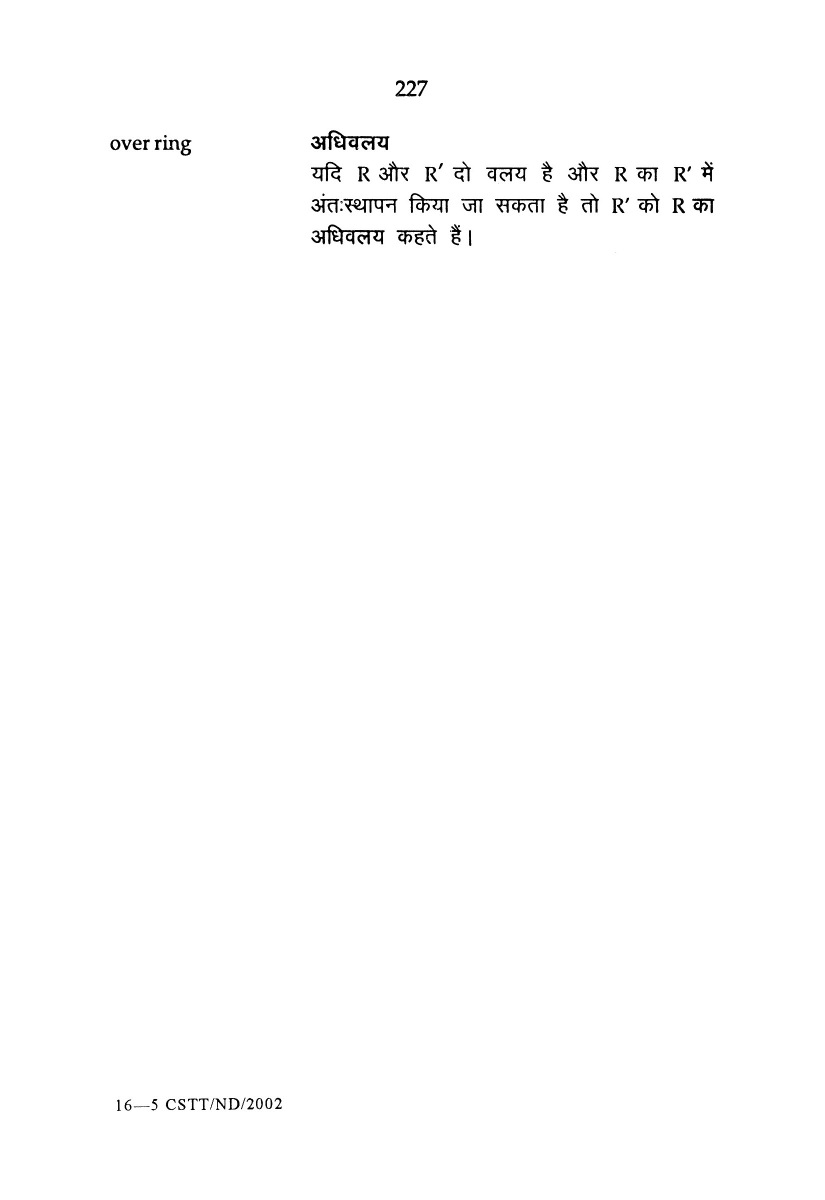 227
over ring अधिवलय
यदि R और R′ दो वलय है और R का R’ में
अंतःस्थापन किया जा सकता है तो R’ को R का
अधिवलय कहते हैं।
16—5 CSTT/ND/2002